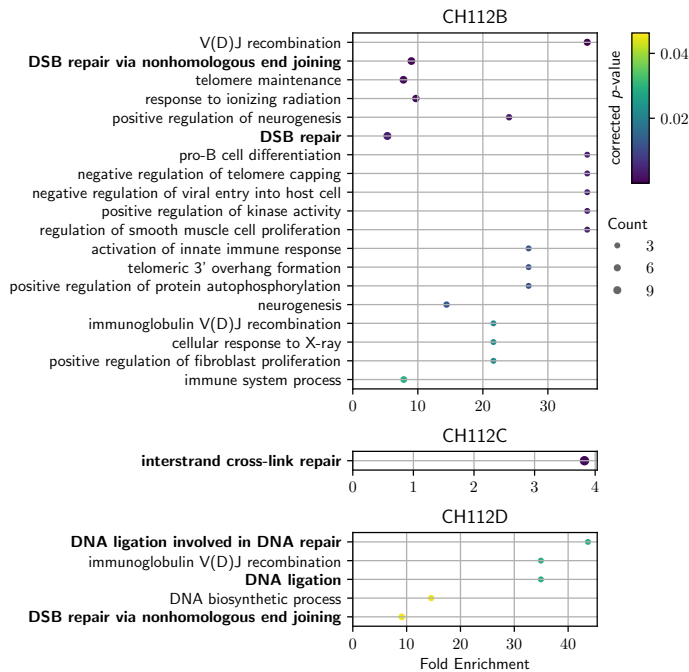 CH112B
V(D)J recombination
DSB repair via nonhomologous end joining
telomere maintenance
response to ionizing radiation
positive regulation of neurogenesis
DSB repair
pro-B cell differentiation
negative regulation of telomere capping
negative regulation of viral entry into host cell
positive regulation of kinase activity
regulation of smooth muscle cell proliferation
activation of innate immune response
telomeric 3' overhang formation
positive regulation of protein autophosphorylation
neurogenesis
immunoglobulin V(D)J recombination
cellular response to X-ray
positive regulation of fibroblast proliferation
immune system process
0 10 20 30
0.04
0.02
corrected p-value
Count
3
6
9
CH112C
interstrand cross-link repair
0 1 2 3 4
CH112D
DNA ligation involved in DNA repair
immunoglobulin V(D)J recombination
DNA ligation
DNA biosynthetic process
DSB repair via nonhomologous end joining
0 10 20 30 40
Fold Enrichment